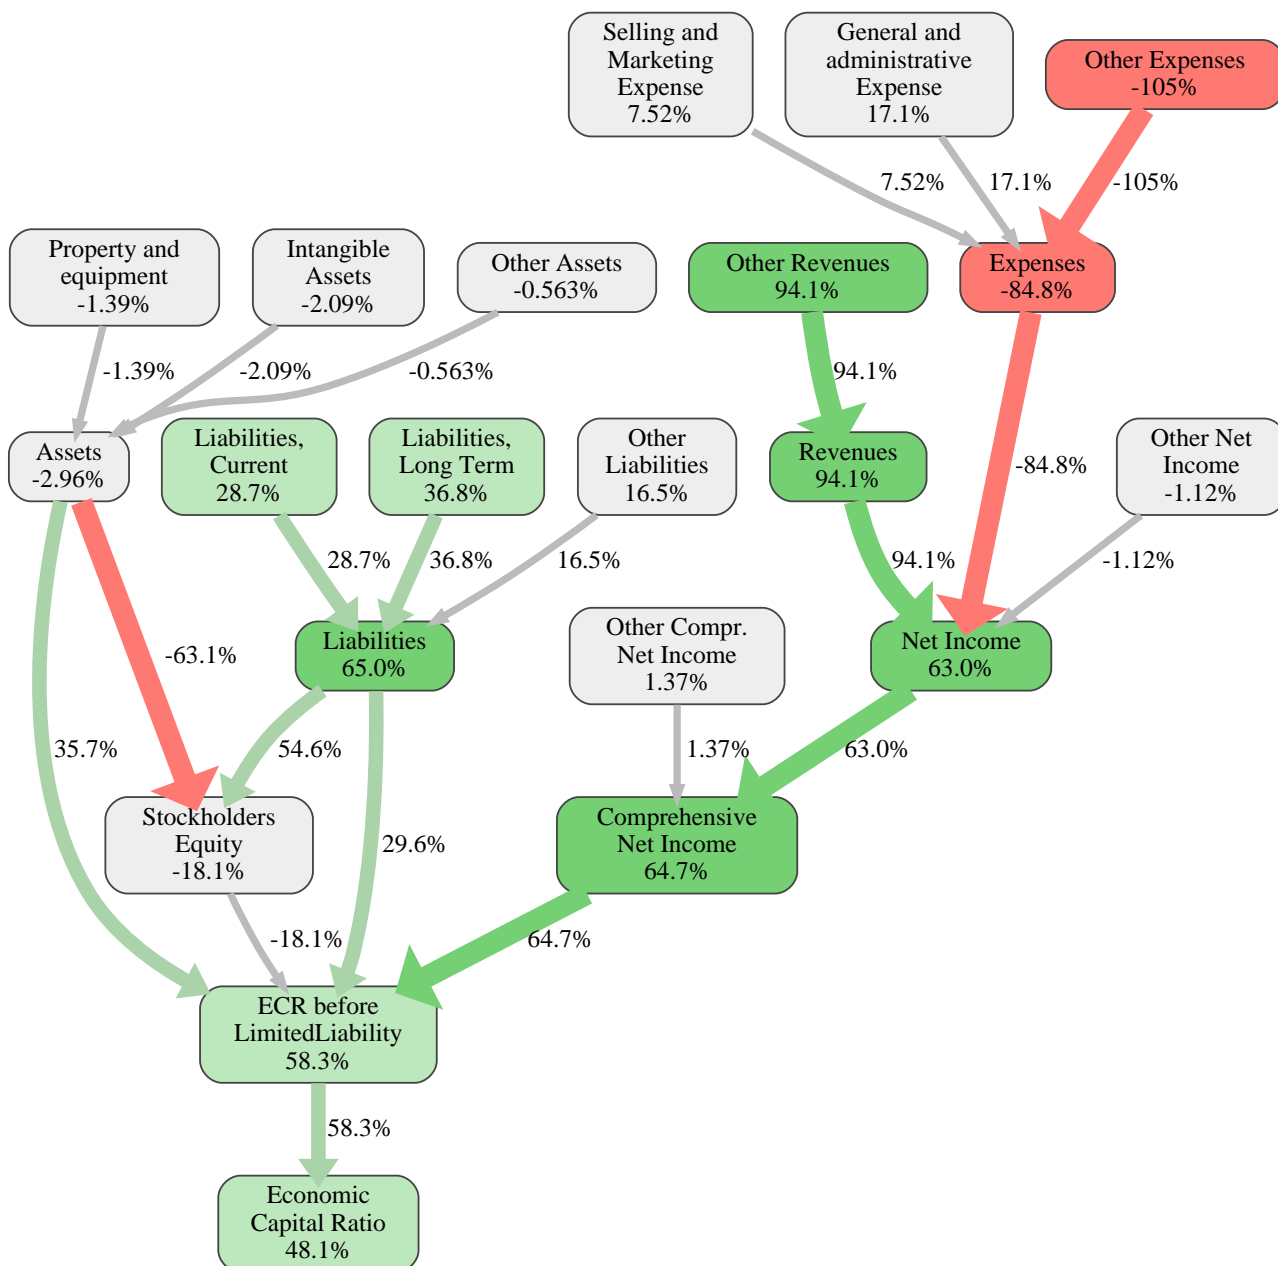 Selling and
Marketing
Expense
7.52%
General and
administrative
Expense
17.1%
Other Expenses
-105%
7.52%
17.1%
-105%
Property and
equipment
-1.39%
Intangible
Assets
-2.09%
Other Assets
-0.563%
Other Revenues
94.1%
Expenses
-84.8%
-1.39%
-2.09%
-0.563%
94.1%
-84.8%
Assets
-2.96%
Liabilities,
Current
28.7%
Liabilities,
Long Term
36.8%
Other
Liabilities
16.5%
Revenues
94.1%
Other Net
Income
-1.12%
28.7%
36.8%
16.5%
94.1%
-1.12%
-63.1%
Liabilities
65.0%
Other Compr.
Net Income
1.37%
Net Income
63.0%
35.7%
54.6%
1.37%
63.0%
Stockholders
Equity
-18.1%
29.6%
Comprehensive
Net Income
64.7%
-18.1%
64.7%
ECR before
LimitedLiability
58.3%
58.3%
Economic
Capital Ratio
48.1%